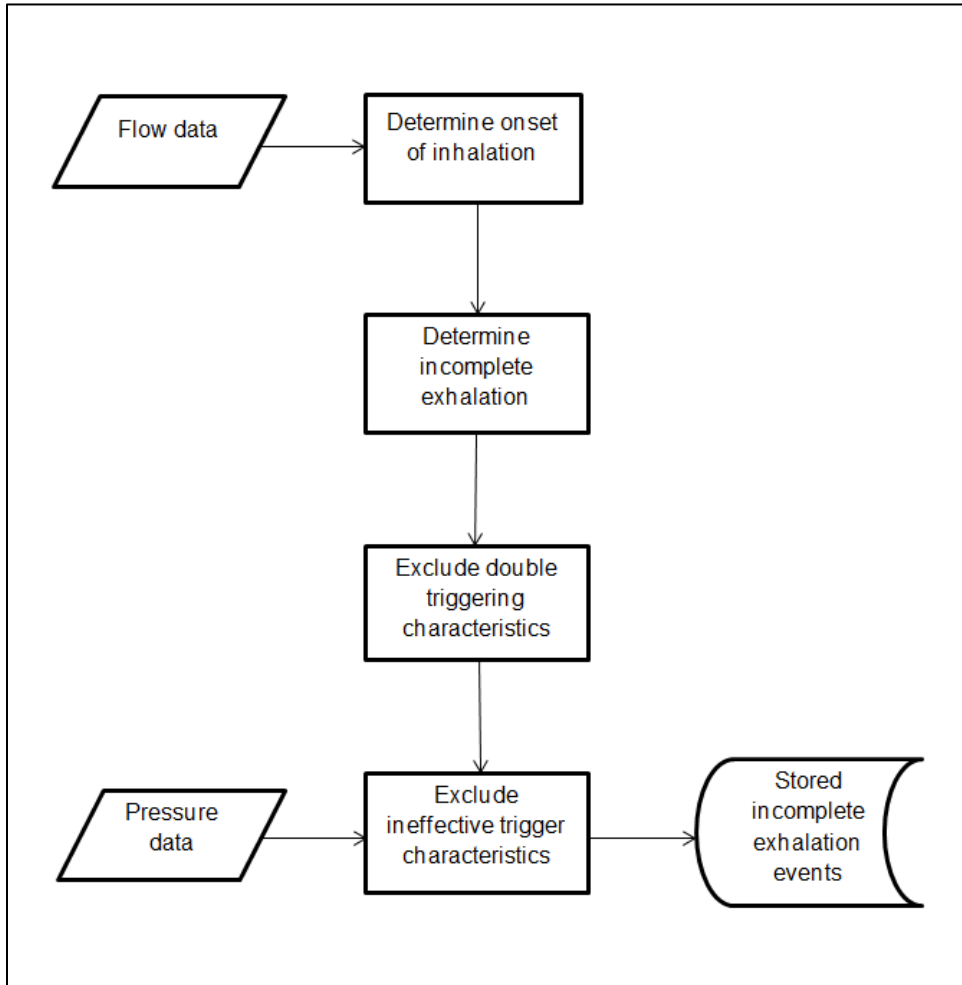 Flow data
Determine onset
of inhalation
Determine
incomplete
exhalation
Exclude double
triggering
characteristics
Pressure
data
Exclude
ineffective trigger
characteristics
Stored
incomplete
exhalation
events